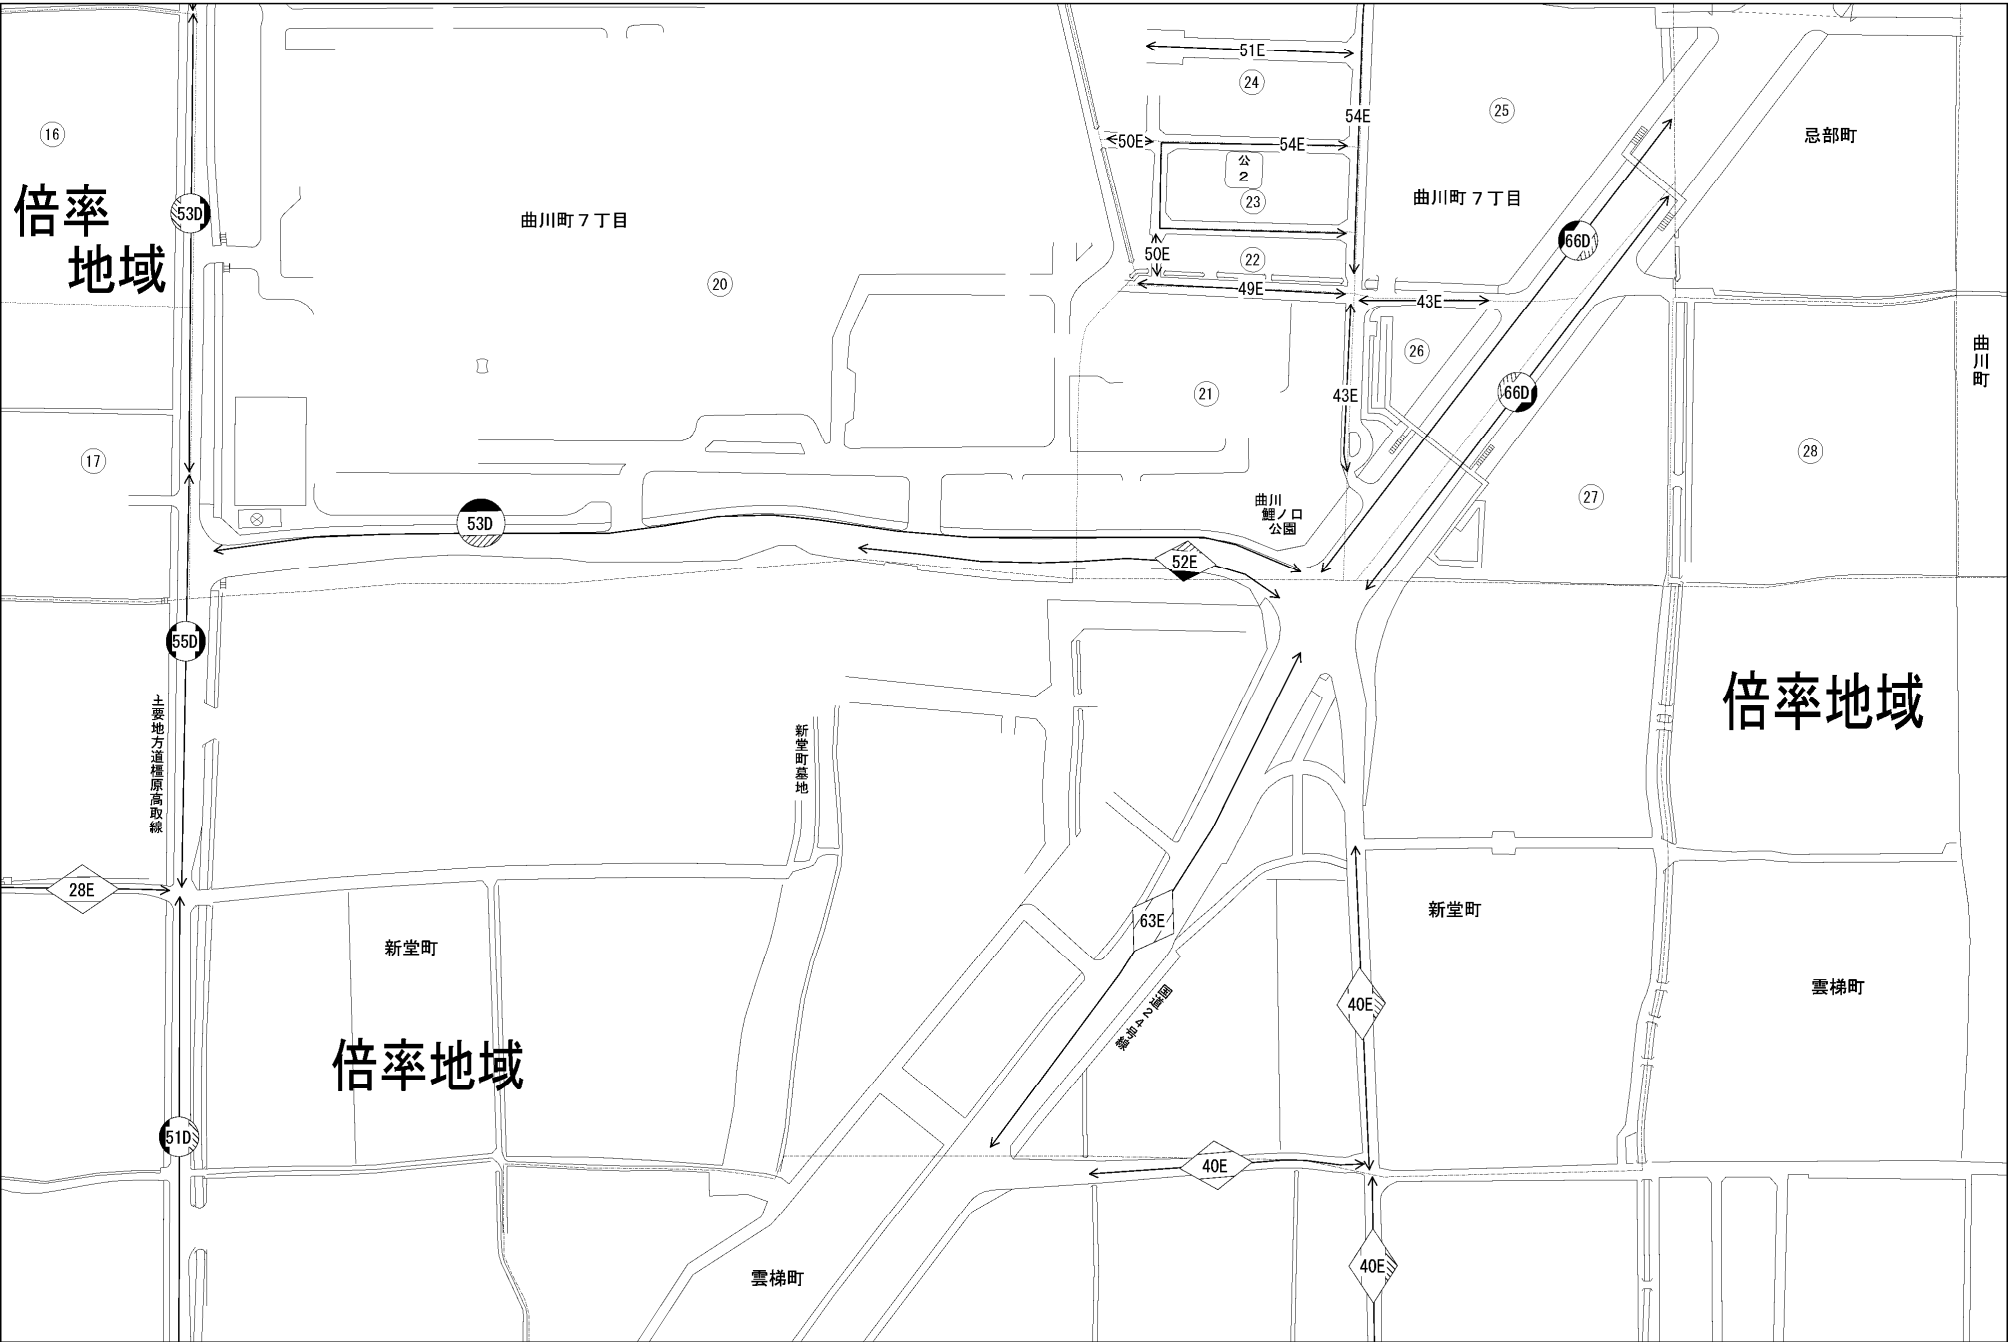 51E
24
54E
25
16
50E
54E
忌部町
公
2
倍率
地域
53D
23
曲川町７丁目
曲川町７丁目
66D
50E
22
20
49E
43E
曲川町
26
66D
21
43E
17
28
27
曲川
鯉ノ口
公園
53D
52E
55D
主要地方道橿原高取線
倍率地域
新堂町墓地
28E
63E
新堂町
新堂町
雲梯町
国道２４号線
40E
倍率地域
51D
40E
40E
雲梯町